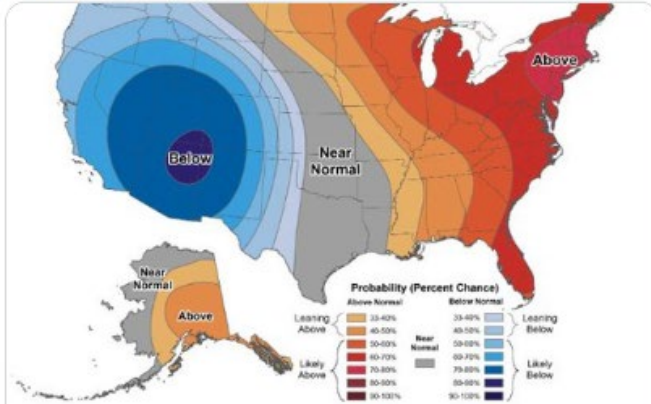 Above
Below
Near
Normal
Near
Normal
Above
Probability (Percent Chance)
Above Normal
Below Normal
Leaning
Above
33-40%
40-50%
Likely
Above
50-60%
60-70%
70-80%
80-90%
90-100%
Near
Normal
33-40%
40-50%
Leaning
Below
50-60%
60-70%
70-80%
80-90%
90-100%
Likely
Below